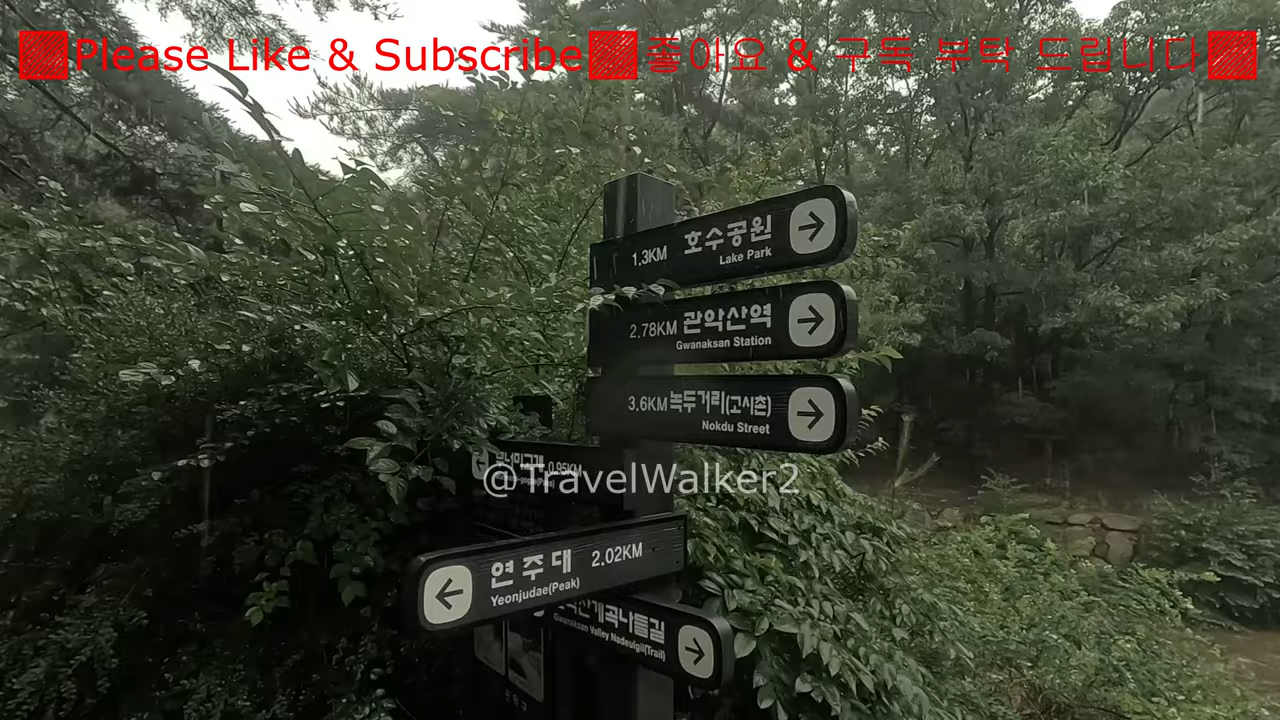 Please Like & Subscribe 좋아요 & 구독 부탁 드립니다
1.3KM 호수공원
Lake Park
2.78KM 관악산역
Gwanaksan Station
3.6KM 녹두거리(고시촌)
Nokdu Street
0.95KM
@TravelWalker2
연주대 2.02KM
Yeonjudae(Peak)
Gwanaksan Valley Nadeulgil(Trail)